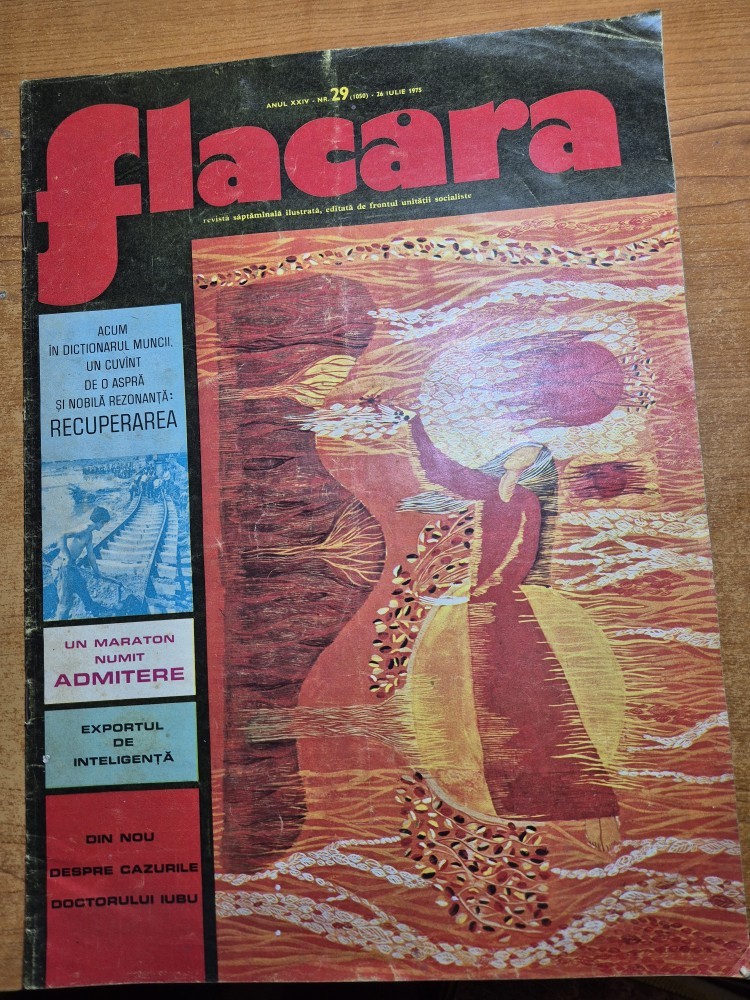 ANUL XXIV - NR. 29 (1050) - 26 IULIE 1975
flacăra
revistă săptămînală ilustrată, editată de frontul unității socialiste
ACUM
ÎN DICȚIONARUL MUNCII,
UN CUVÎNT
DE O ASPRĂ
ȘI NOBILĂ REZONANȚĂ:
RECUPERAREA
UN MARATON
NUMIT
ADMITERE
EXPORTUL
DE
INTELIGENȚĂ
DIN NOU
DESPRE CAZURILE
DOCTORULUI IUBU